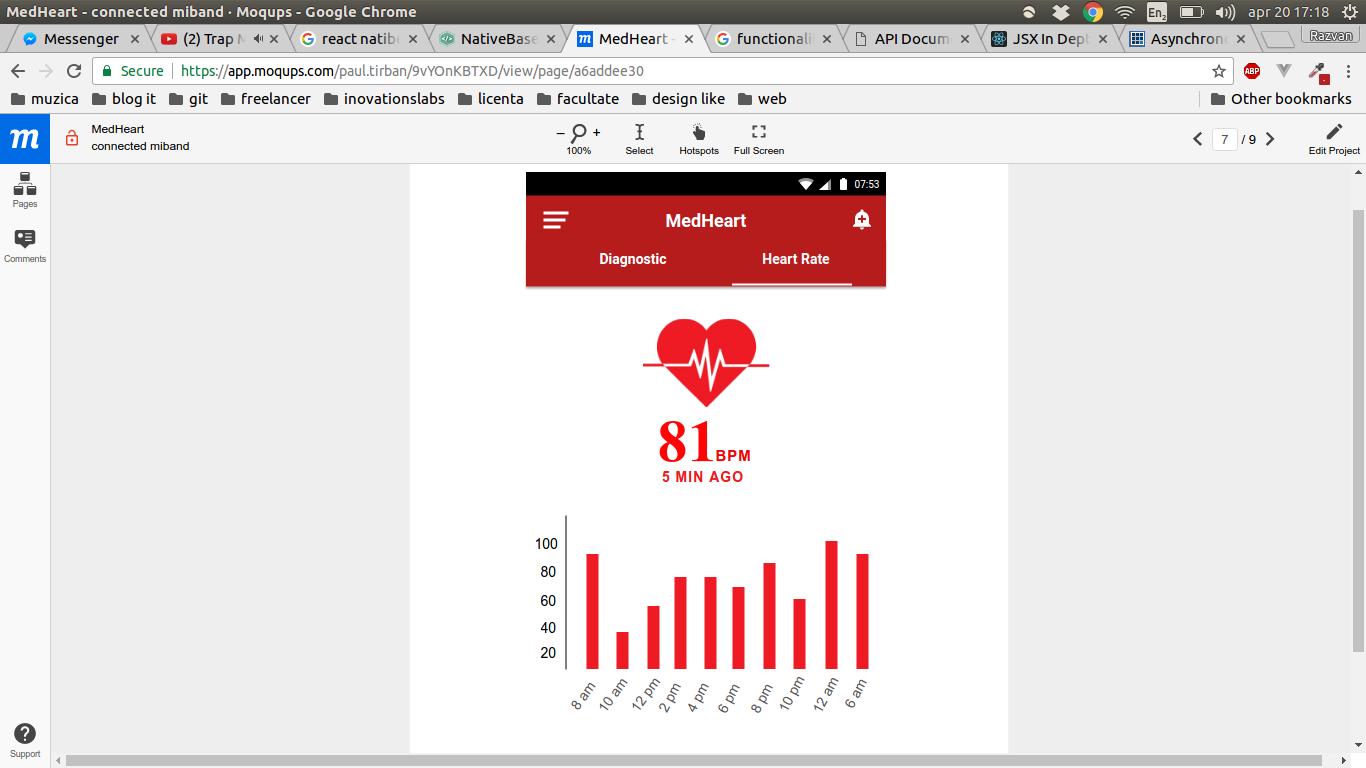 MedHeart - connected miband · Moqups - Google Chrome
En₂
apr 20 17:18
Messenger
(2) Trap
react natib
NativeBase
MedHeart -
functionali
API Docum
JSX In Dept
Asynchron
Razvan
Secure
https://app.moqups.com/paul.tirban/9vYOnKBTXD/view/page/a6addee30
ABP
muzica
blog it
git
freelancer
inovationslabs
licenta
facultate
design like
web
Other bookmarks
m
MedHeart
connected miband
100%
Select
Hotspots
Full Screen
7 / 9
Edit Project
Pages
Comments
Support
07:53
MedHeart
Diagnostic
Heart Rate
81 BPM
5 MIN AGO
100
80
60
40
20
8 am
10 am
12 pm
2 pm
4 pm
6 pm
8 pm
10 pm
12 am
6 am